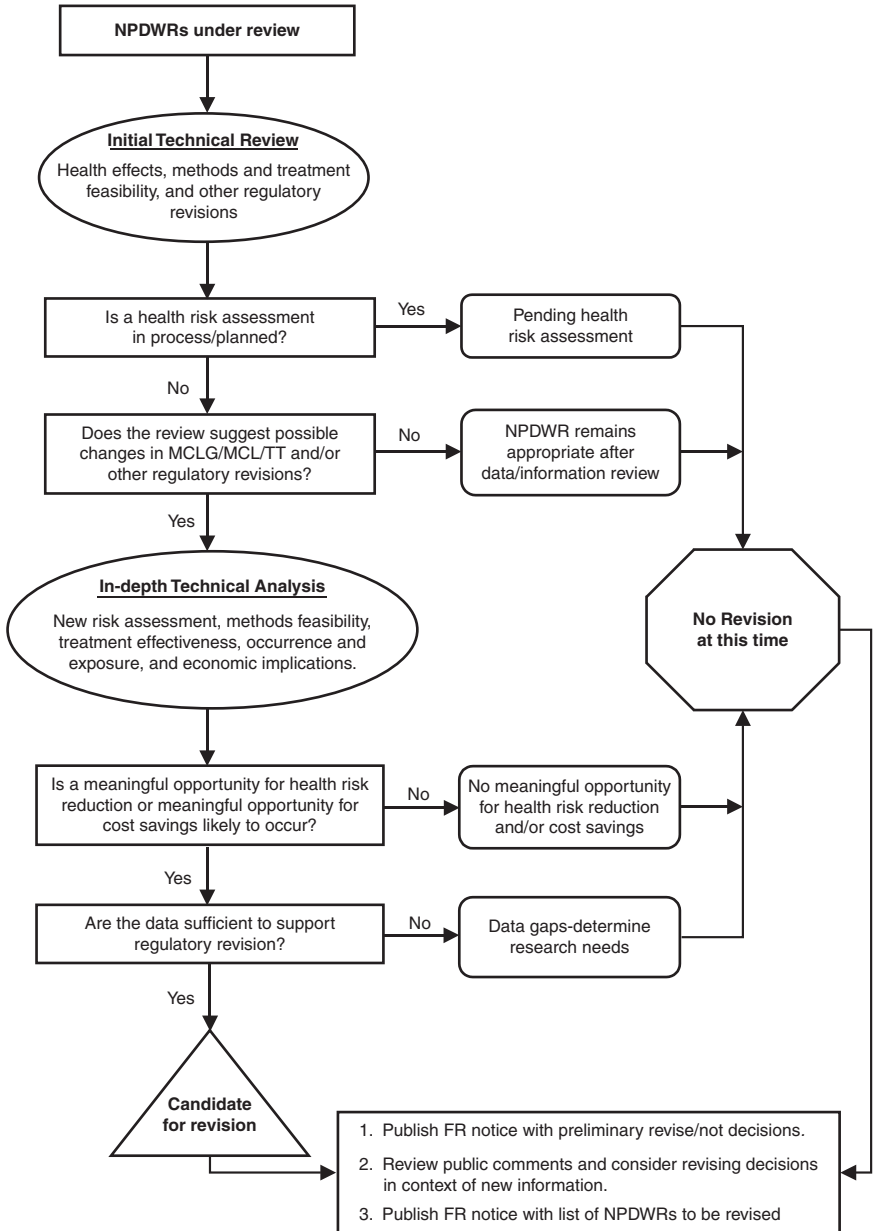 NPDWRs under review
Initial Technical Review
Health effects, methods and treatment
feasibility, and other regulatory
revisions
Is a health risk assessment
in process/planned?
Yes
Pending health
risk assessment
No
Does the review suggest possible
changes in MCLG/MCL/TT and/or
other regulatory revisions?
No
NPDWR remains
appropriate after
data/information review
Yes
In-depth Technical Analysis
New risk assessment, methods feasibility,
treatment effectiveness, occurrence and
exposure, and economic implications.
No Revision
at this time
Is a meaningful opportunity for health risk
reduction or meaningful opportunity for
cost savings likely to occur?
No
No meaningful opportunity
for health risk reduction
and/or cost savings
Yes
Are the data sufficient to support
regulatory revision?
No
Data gaps-determine
research needs
Yes
Candidate
for revision
1. Publish FR notice with preliminary revise/not decisions.
2. Review public comments and consider revising decisions
in context of new information.
3. Publish FR notice with list of NPDWRs to be revised